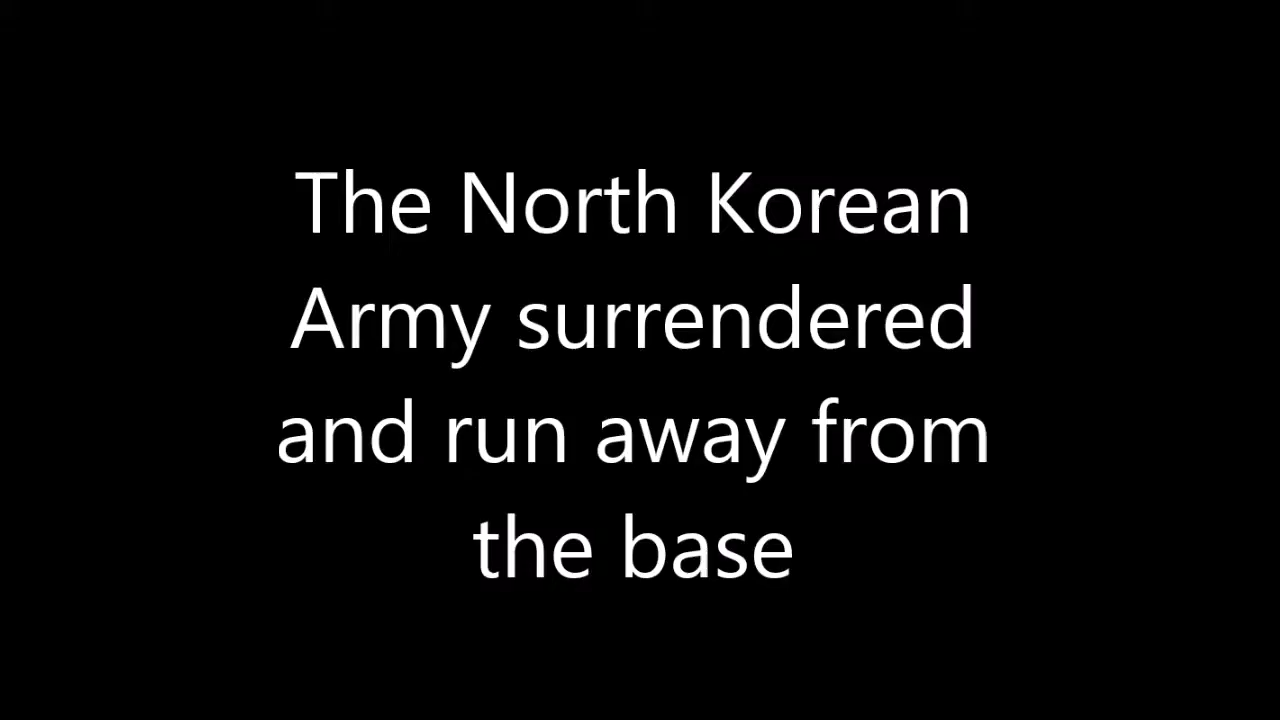 The North Korean
Army surrendered
and run away from
the base